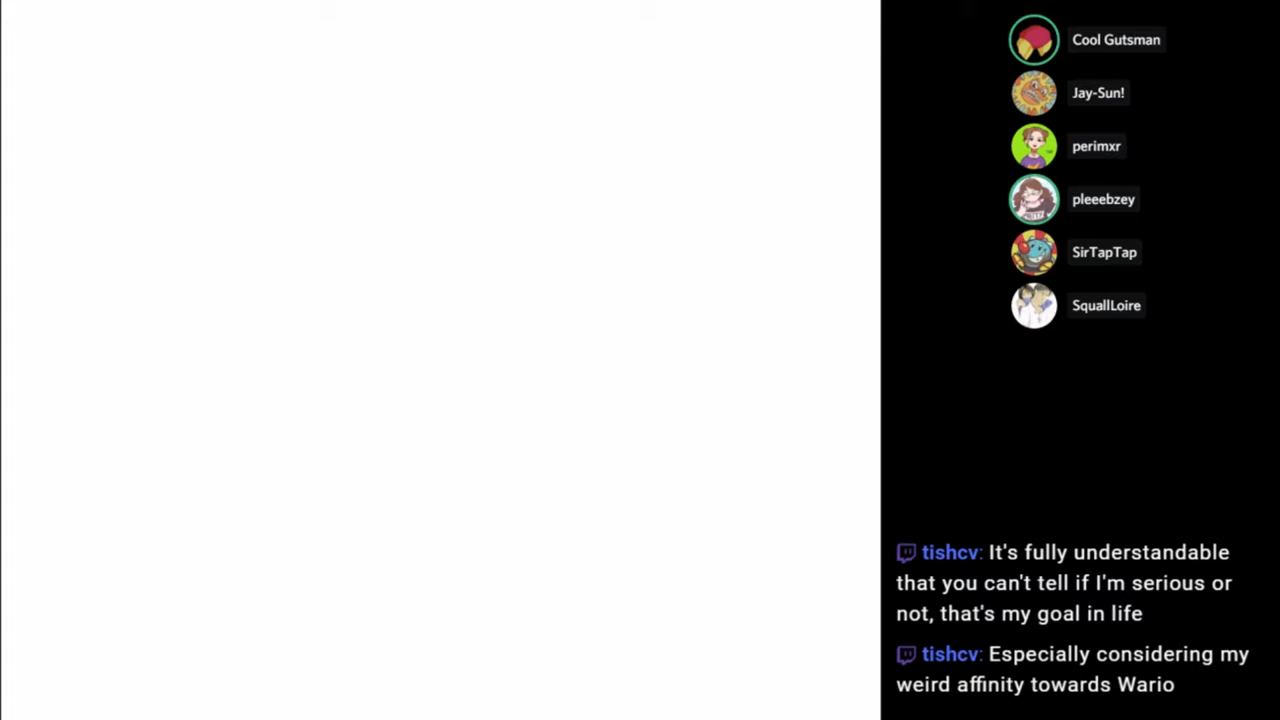 Cool Gutsman
Jay-Sun!
perimxr
pleeebzey
SirTapTap
SquallLoire
tishcv: It's fully understandable
that you can't tell if I'm serious or
not, that's my goal in life
tishcv: Especially considering my
weird affinity towards Wario